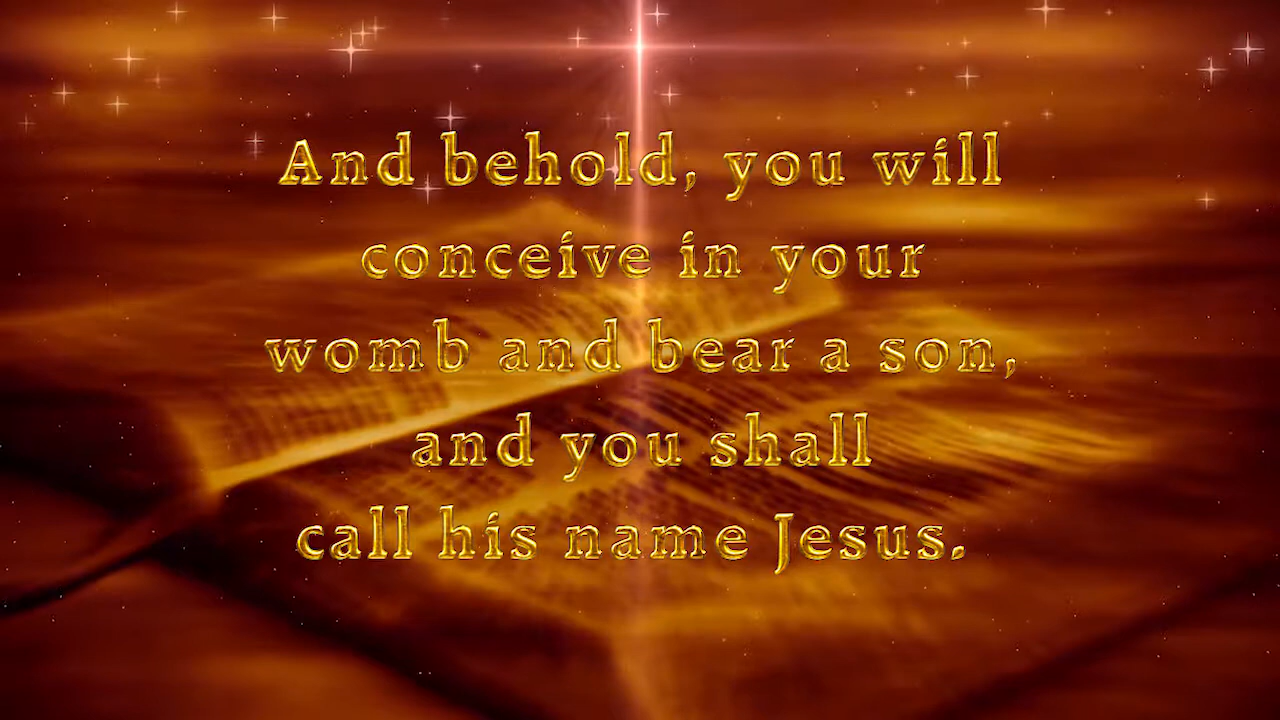 And behold, you will
conceive in your
womb and bear a son,
and you shall
call his name Jesus.